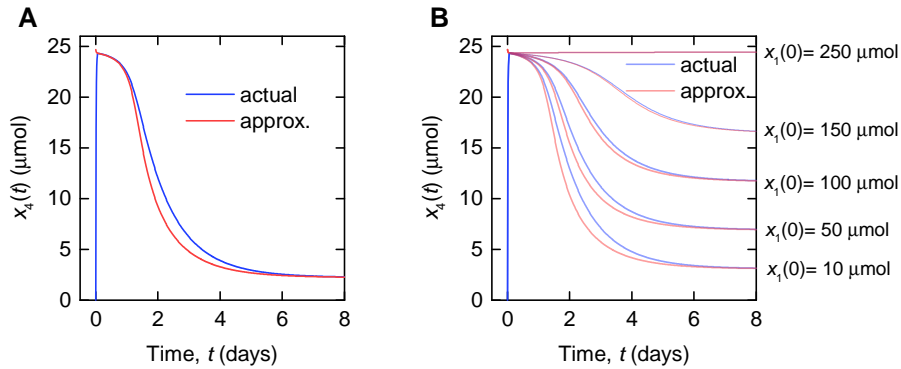 A
x₄(t) (μmol)
25
20
15
10
5
0
actual
approx.
0 2 4 6 8
Time, t (days)
B
x₄(t) (μmol)
25
20
15
10
5
0
actual
approx.
x₁(0)= 250 μmol
x₁(0)= 150 μmol
x₁(0)= 100 μmol
x₁(0)= 50 μmol
x₁(0)= 10 μmol
0 2 4 6 8
Time, t (days)